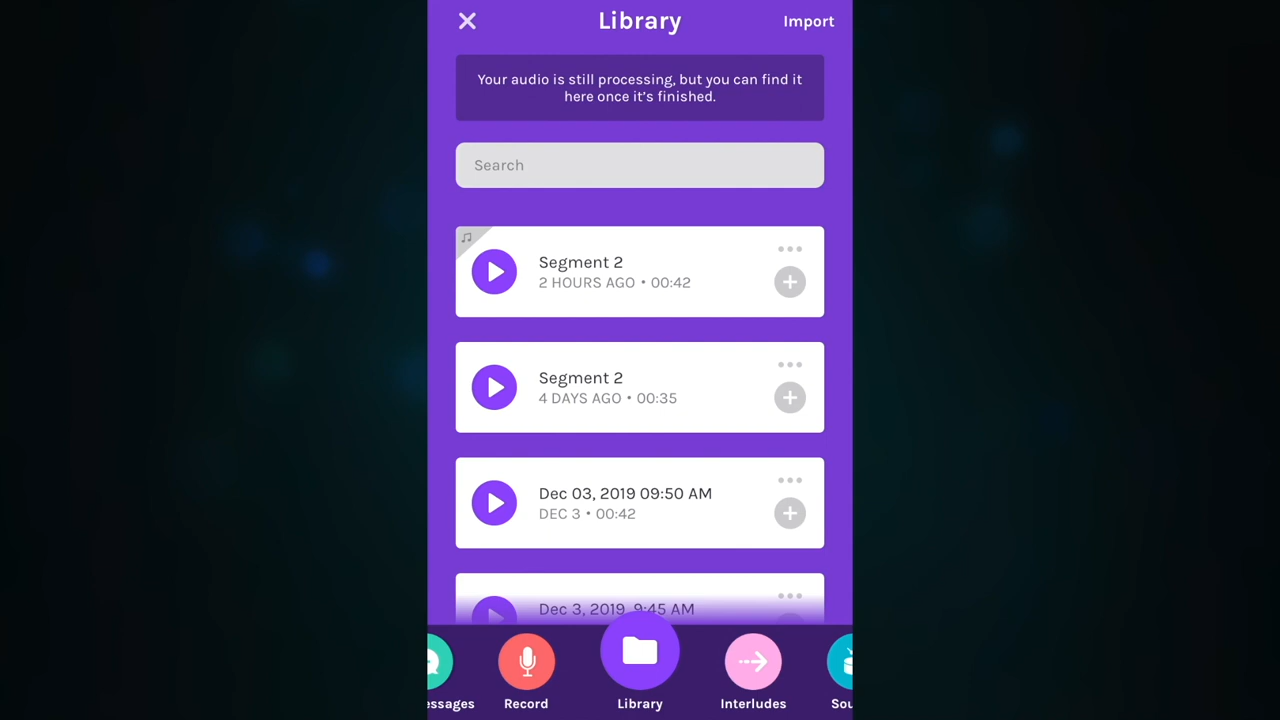 Library
Import
Your audio is still processing, but you can find it
here once it’s finished.
Search
Segment 2
2 HOURS AGO • 00:42
Segment 2
4 DAYS AGO • 00:35
Dec 03, 2019 09:50 AM
DEC 3 • 00:42
Dec 3, 2019 9:45 AM
essages
Record
Library
Interludes
Sou